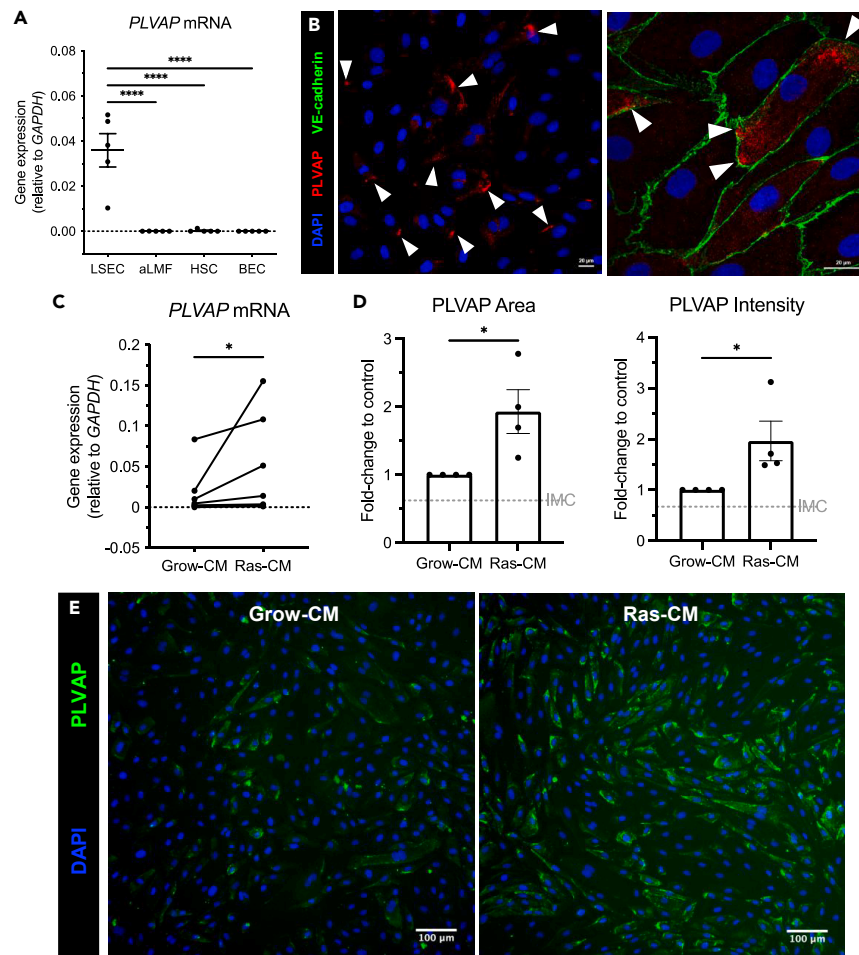 A
PLVAP mRNA
Gene expression
(relative to GAPDH)
0.08
0.06
0.04
0.02
0.00
****
****
****
LSEC
aLMF
HSC
BEC
B
DAPI PLVAP VE-cadherin
20 µm
20 µm
C
PLVAP mRNA
Gene expression
(relative to GAPDH)
0.2
0.15
0.1
0.05
0
-0.05
*
Grow-CM
Ras-CM
D
PLVAP Area
Fold-change to control
3
2
1
0
*
IMC
Grow-CM
Ras-CM
PLVAP Intensity
Fold-change to control
4
3
2
1
0
*
IMC
Grow-CM
Ras-CM
E
DAPI PLVAP
Grow-CM
100 µm
Ras-CM
100 µm